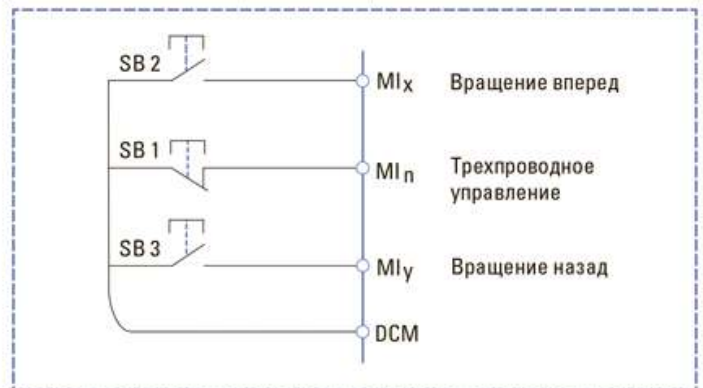 SB 2
MIx Вращение вперед
SB 1
MIn Трехпроводное
управление
SB 3
MIy Вращение назад
DCM